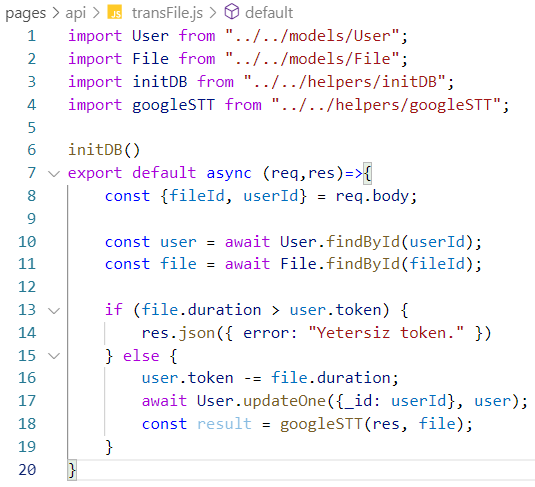 pages > api > JS transFile.js > default
1 import User from "../../models/User";
2 import File from "../../models/File";
3 import initDB from "../../helpers/initDB";
4 import googleSTT from "../../helpers/googleSTT";
5
6 initDB()
7 export default async (req,res)=>{
8     const {fileId, userId} = req.body;
9
10     const user = await User.findById(userId);
11     const file = await File.findById(fileId);
12
13     if (file.duration > user.token) {
14         res.json({ error: "Yetersiz token." })
15     } else {
16         user.token -= file.duration;
17         await User.updateOne({_id: userId}, user);
18         const result = googleSTT(res, file);
19     }
20 }